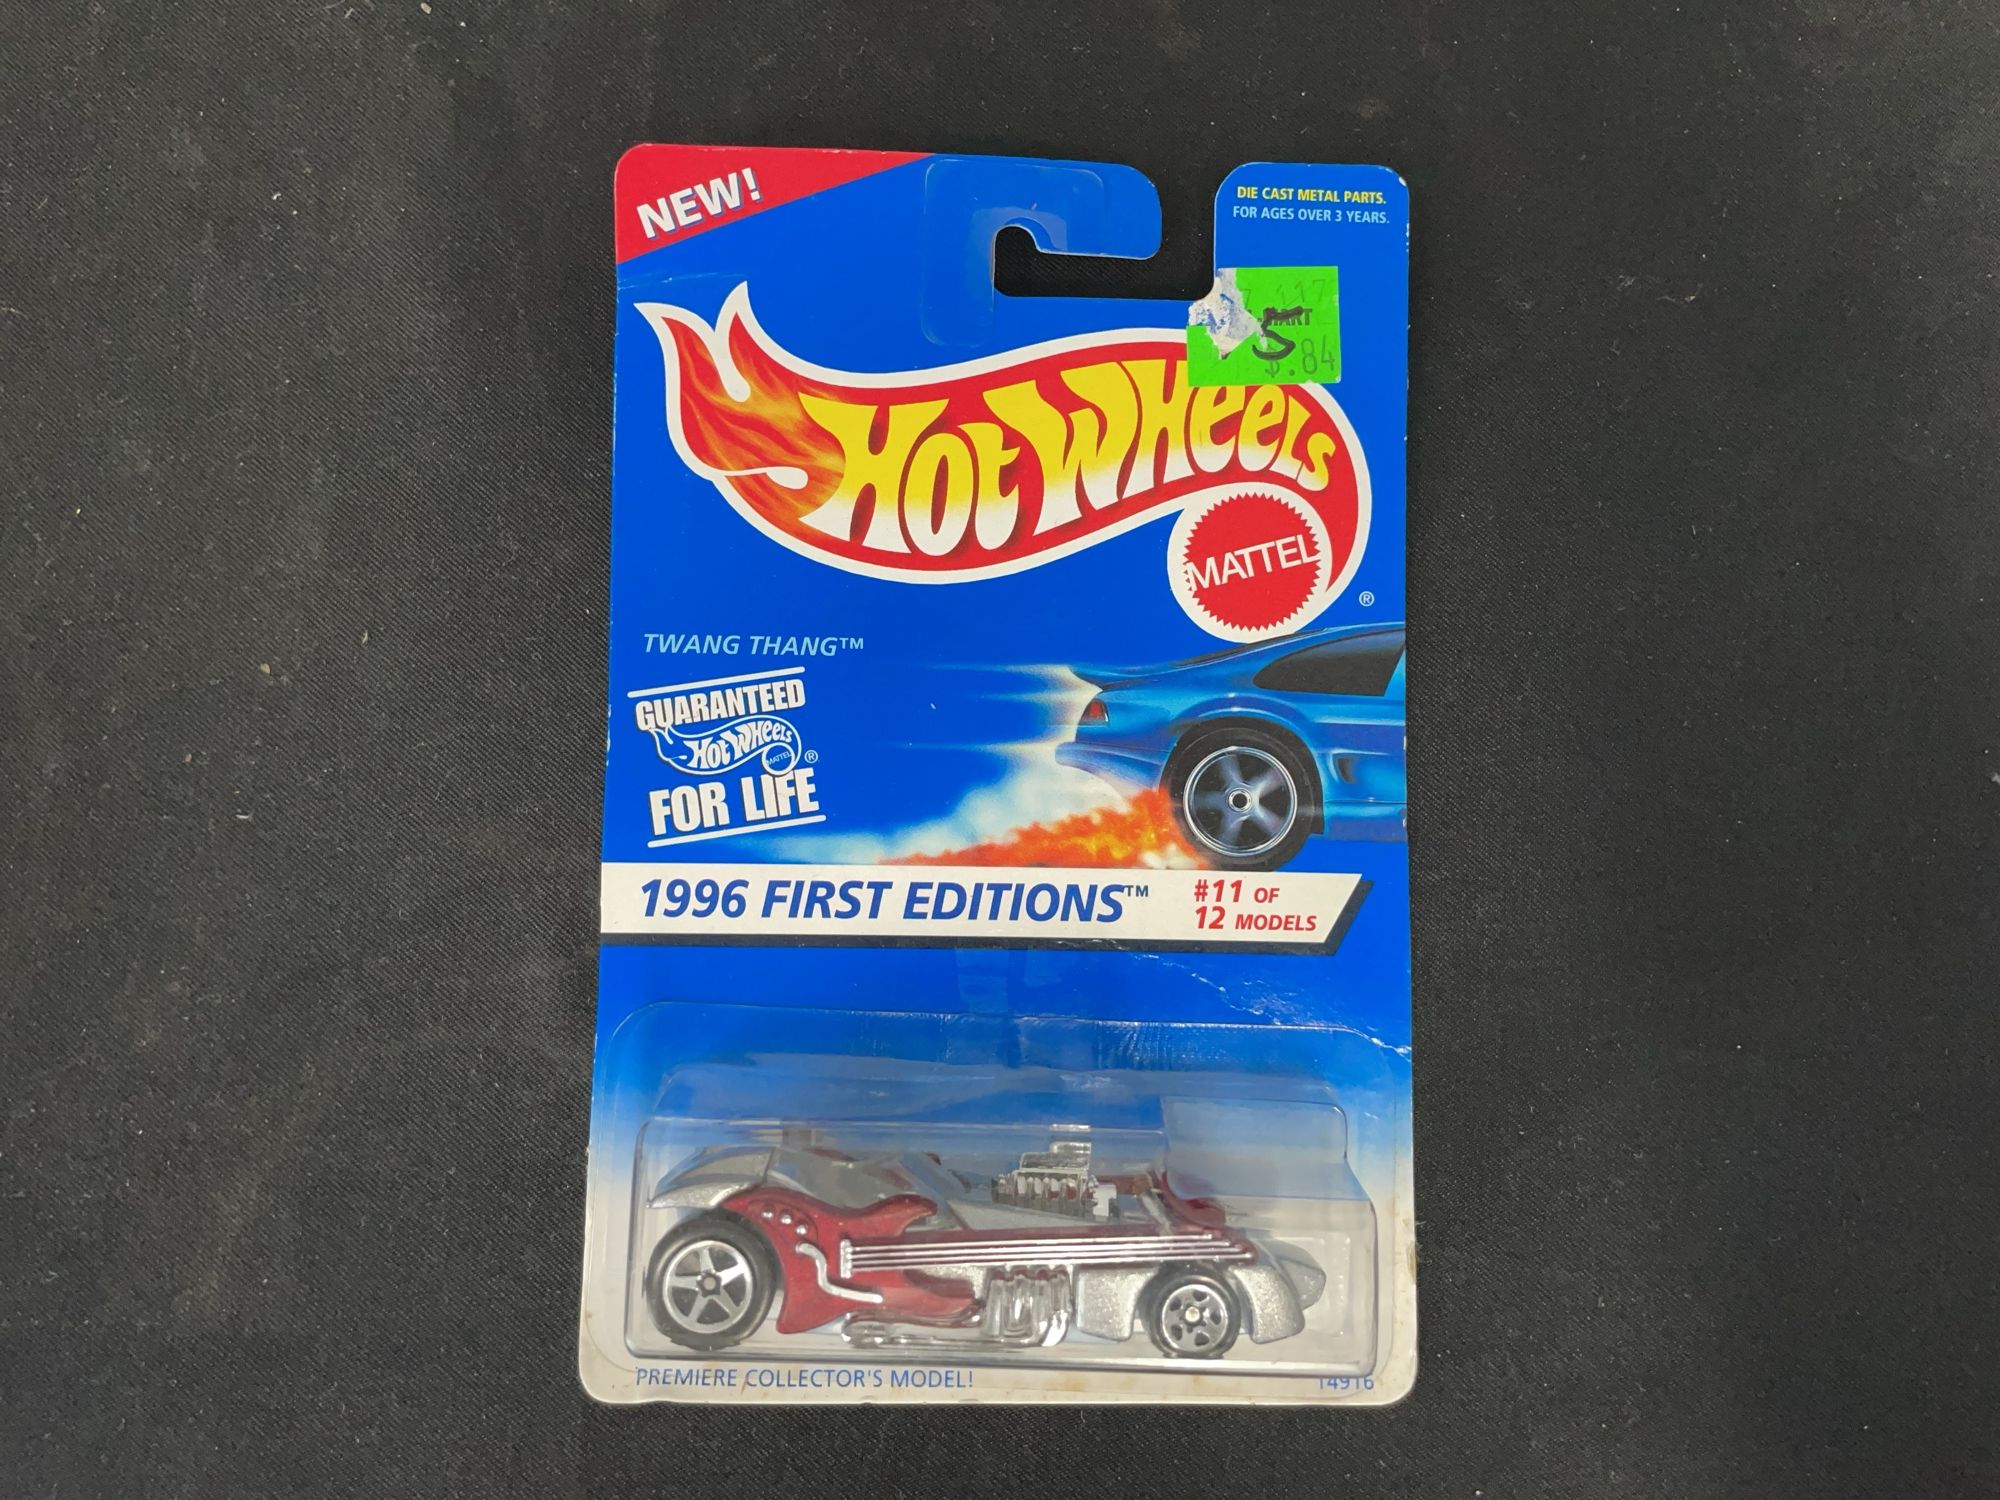 NEW!
DIE CAST METAL PARTS.
FOR AGES OVER 3 YEARS.
5
$.84
HOT WHEELS
MATTEL
®
TWANG THANG™
GUARANTEED
HOT WHEELS
MATTEL ®
FOR LIFE
1996 FIRST EDITIONS™
#11 OF
12 MODELS
PREMIERE COLLECTOR'S MODEL!
14916